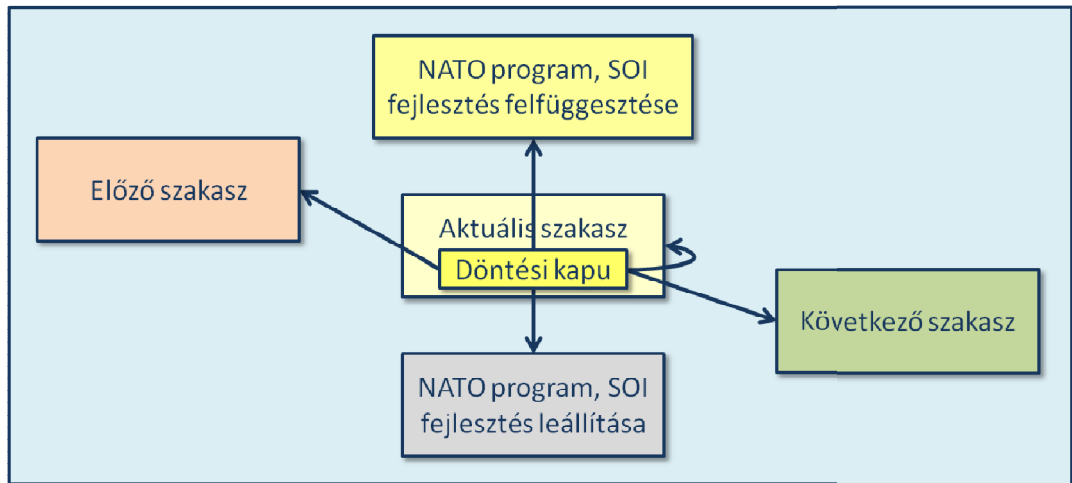 NATO program, SOI
fejlesztés felfüggesztése
Előző szakasz
Aktuális szakasz
Döntési kapu
Következő szakasz
NATO program, SOI
fejlesztés leállítása